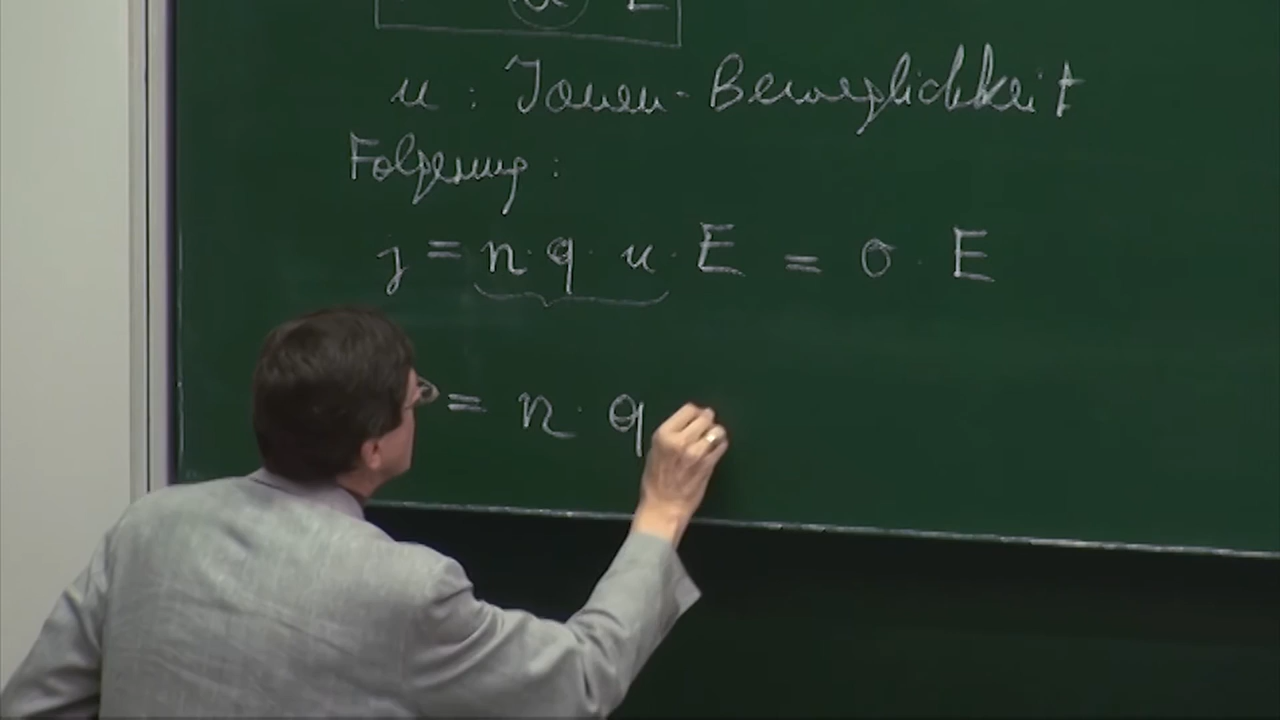 u E
u : Ionen-Beweglichkeit
Folgerung :
j = n · q · u · E = σ · E
= n · q